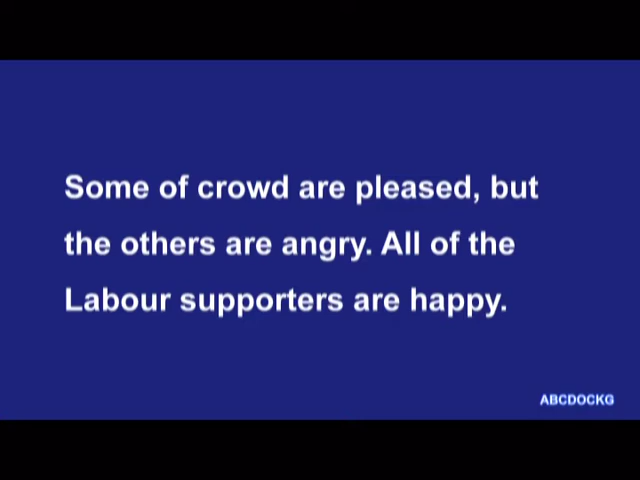 Some of crowd are pleased, but
the others are angry. All of the
Labour supporters are happy.
ABCDOCKG